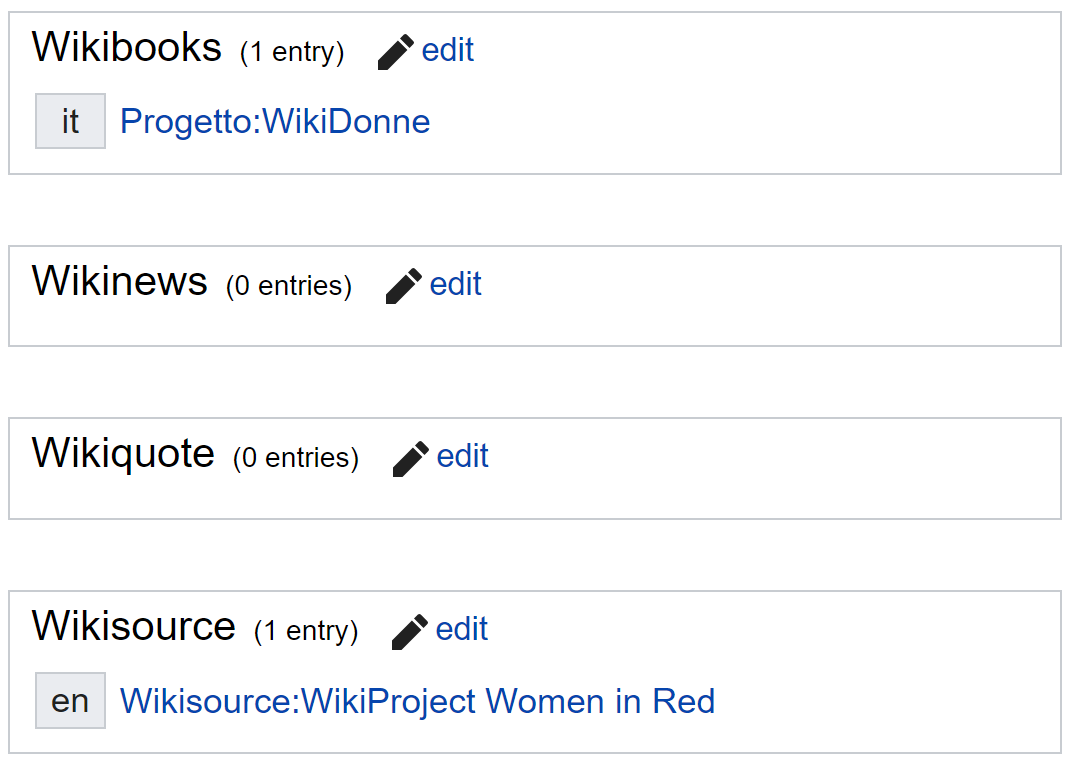 Wikibooks (1 entry) edit
it Progetto:WikiDonne
Wikinews (0 entries) edit
Wikiquote (0 entries) edit
Wikisource (1 entry) edit
en Wikisource:WikiProject Women in Red